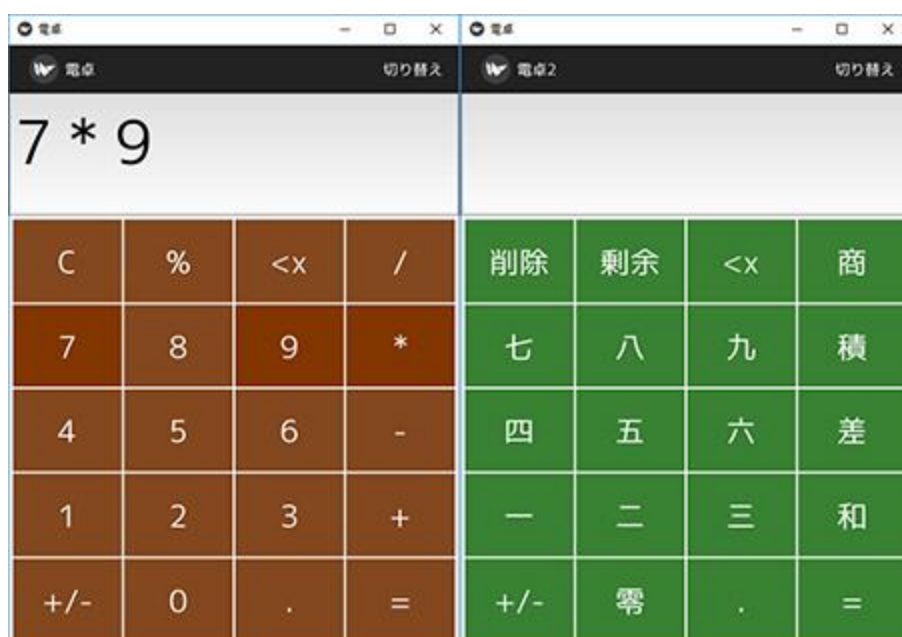 電卓
電卓 切り替え
7 * 9
C % <x /
7 8 9 *
4 5 6 -
1 2 3 +
+/- 0 . =
電卓
電卓2 切り替え
削除 剰余 <x 商
七 八 九 積
四 五 六 差
一 二 三 和
+/- 零 . =